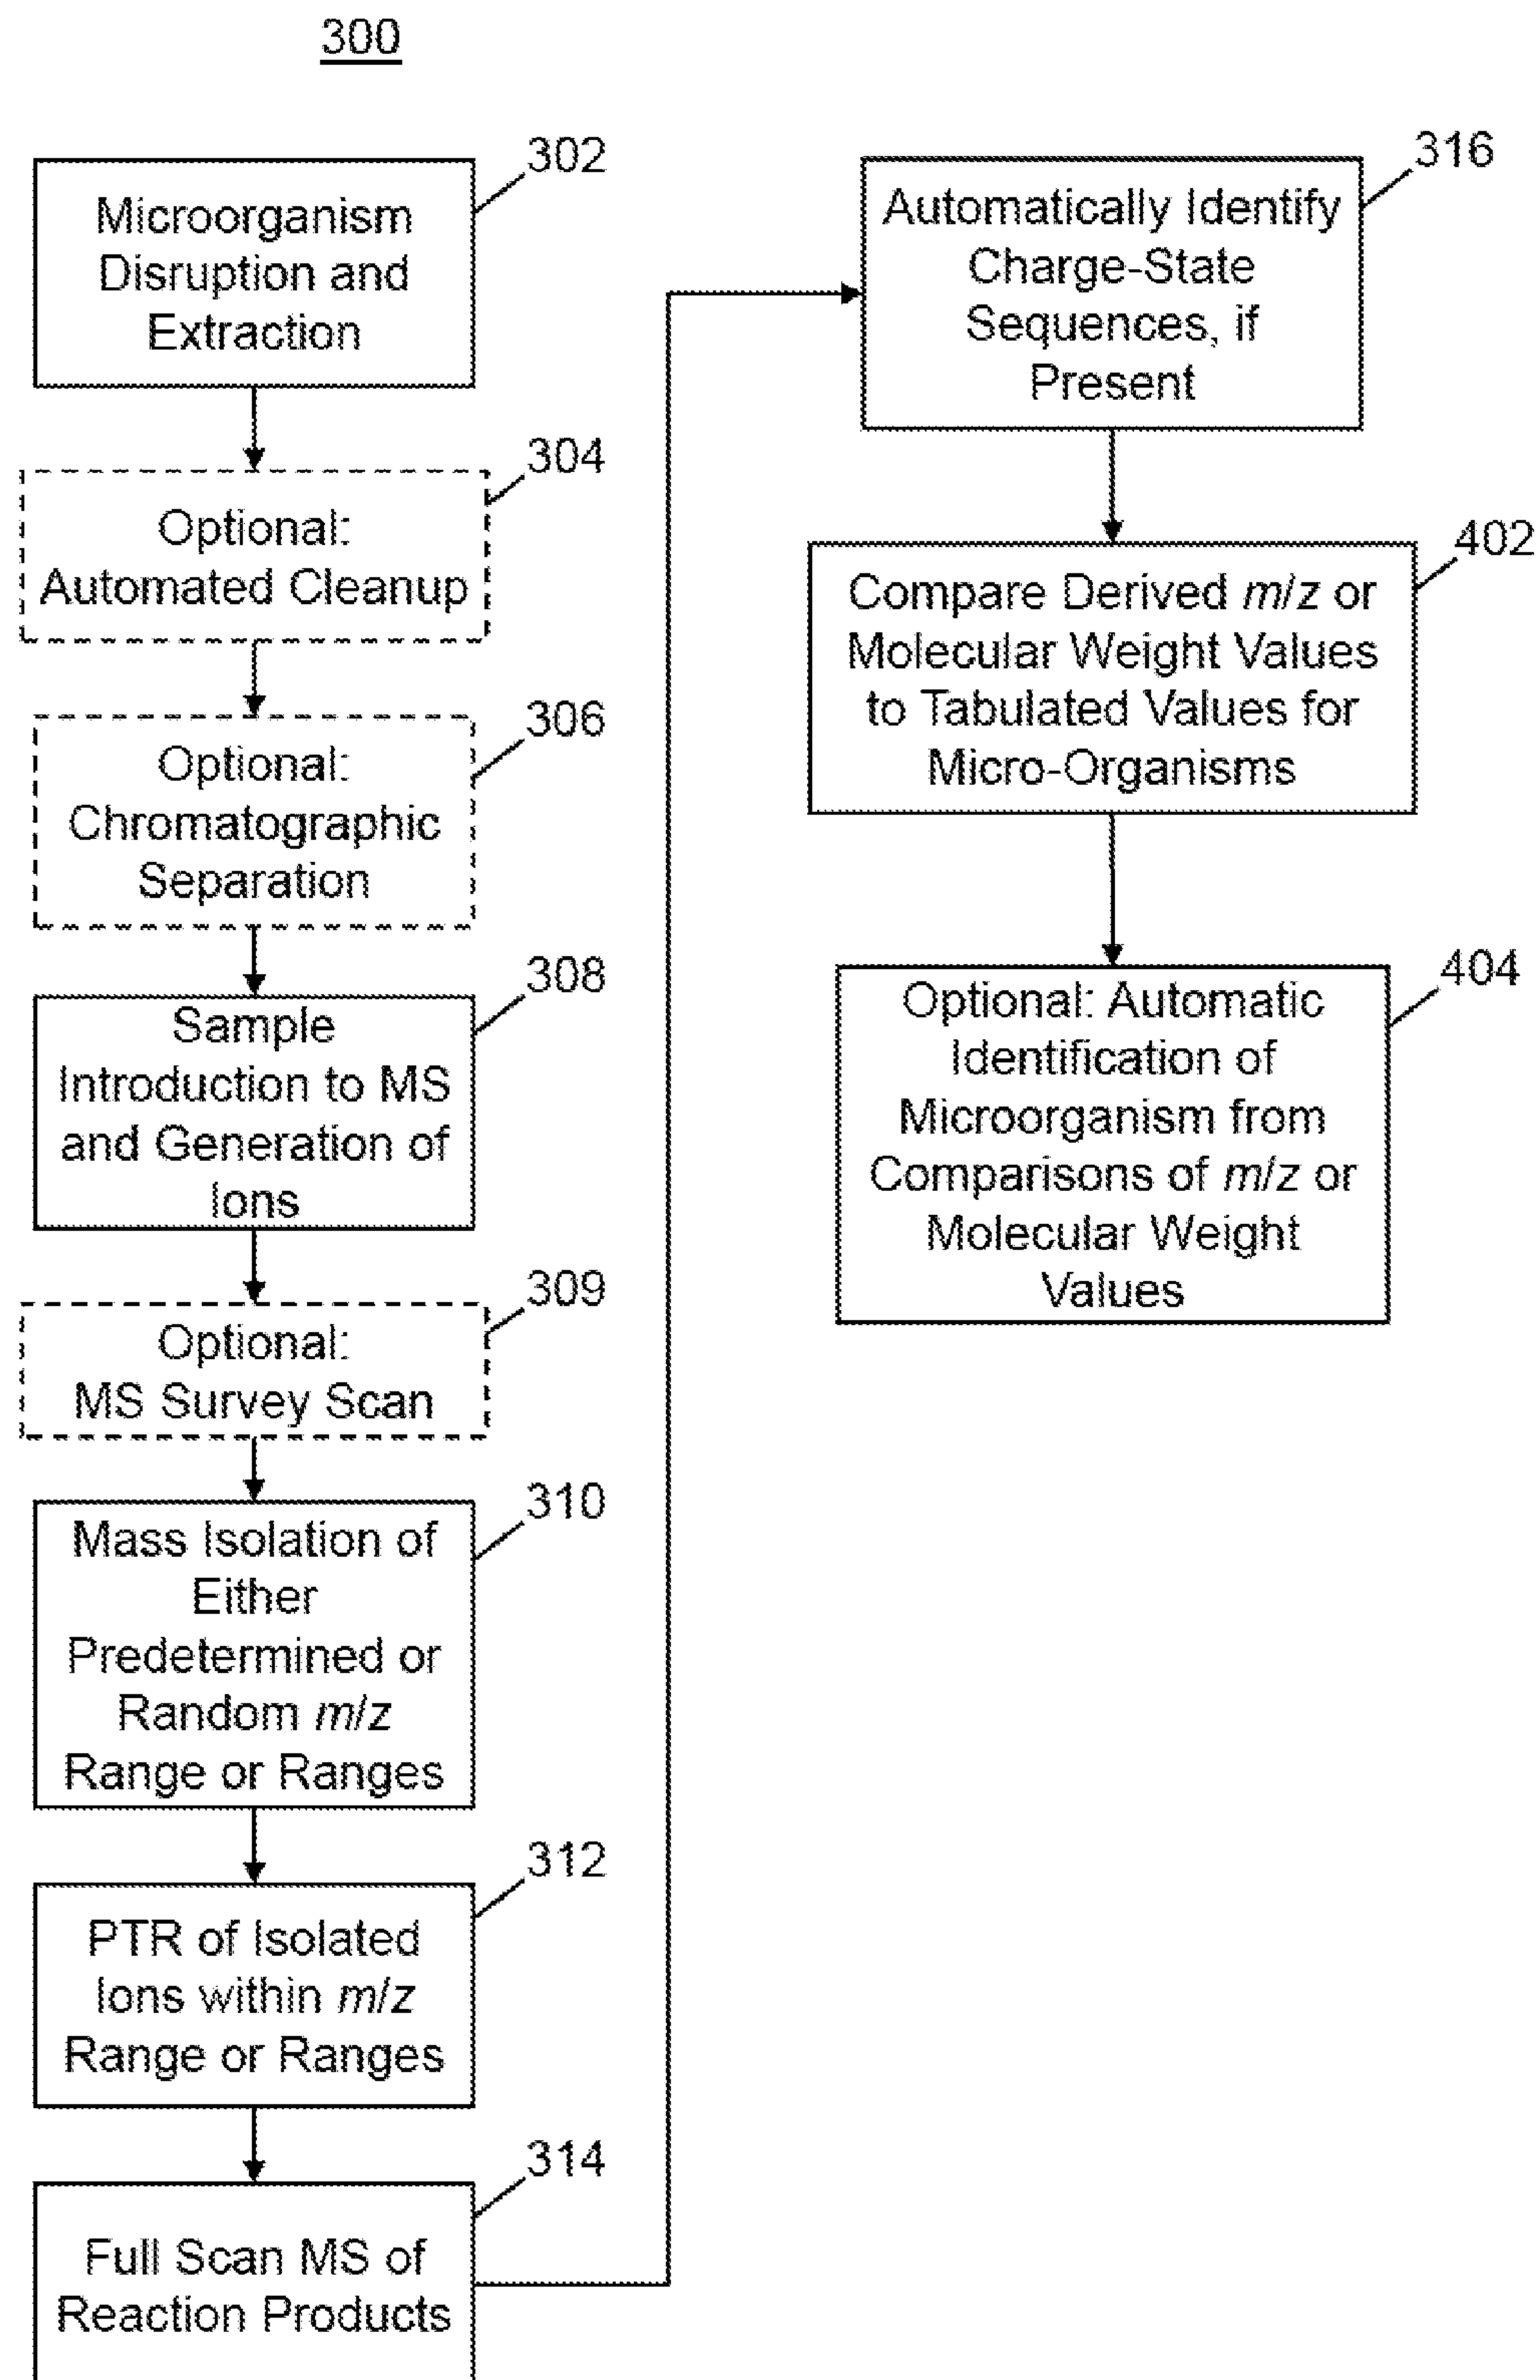 300
302
Microorganism
Disruption and
Extraction
304
Optional:
Automated Cleanup
306
Optional:
Chromatographic
Separation
308
Sample
Introduction to MS
and Generation of
Ions
309
Optional:
MS Survey Scan
310
Mass Isolation of
Either
Predetermined or
Random m/z
Range or Ranges
312
PTR of Isolated
Ions within m/z
Range or Ranges
314
Full Scan MS of
Reaction Products
316
Automatically Identify
Charge-State
Sequences, if
Present
402
Compare Derived m/z or
Molecular Weight Values
to Tabulated Values for
Micro-Organisms
404
Optional: Automatic
Identification of
Microorganism from
Comparisons of m/z or
Molecular Weight
Values